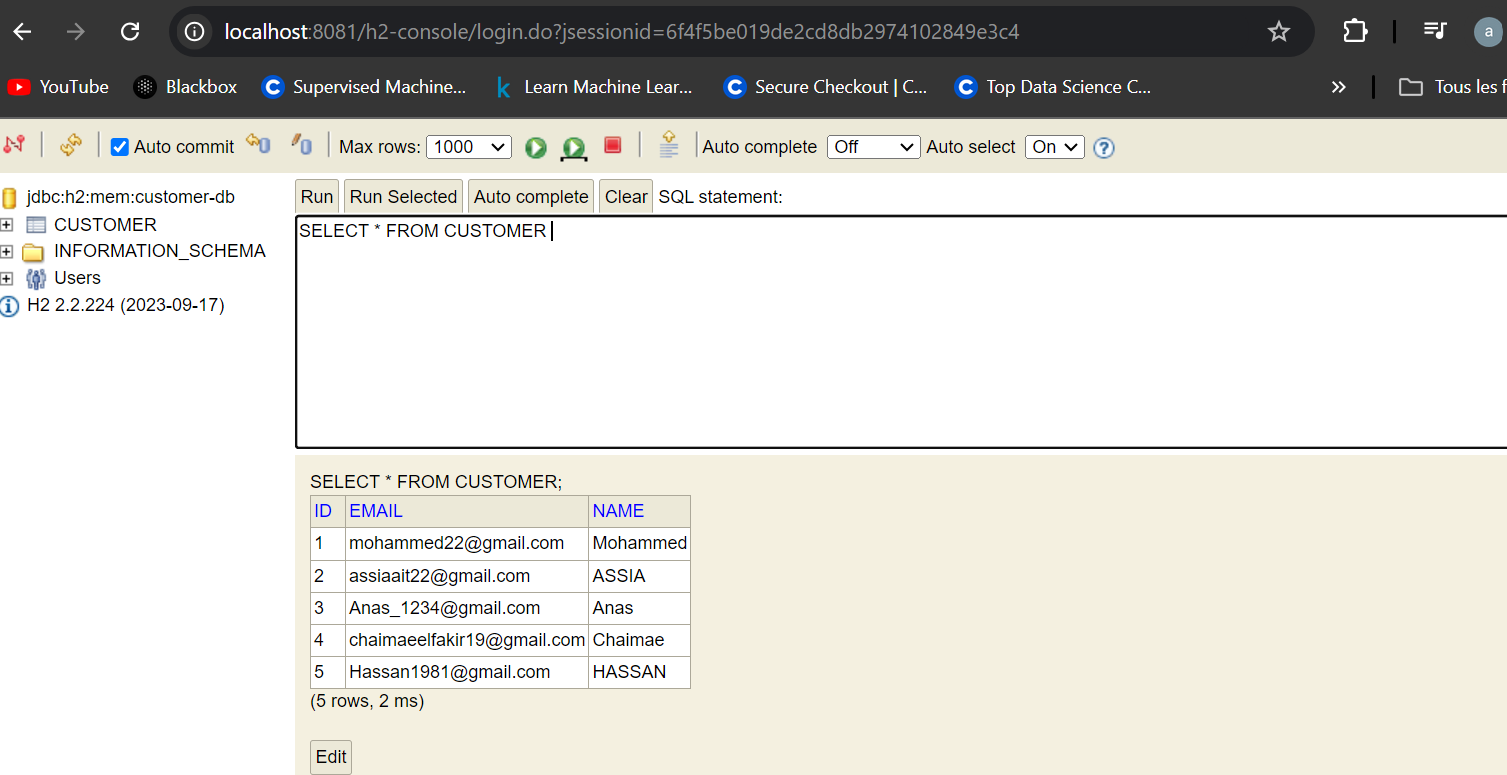 localhost:8081/h2-console/login.do?jsessionid=6f4f5be019de2cd8db2974102849e3c4
a
YouTube Blackbox Supervised Machine... Learn Machine Lear... Secure Checkout | C... Top Data Science C... » Tous les f
Auto commit Max rows: 1000 Auto complete Off Auto select On ?
jdbc:h2:mem:customer-db
CUSTOMER
INFORMATION_SCHEMA
Users
H2 2.2.224 (2023-09-17)
Run Run Selected Auto complete Clear SQL statement:
SELECT * FROM CUSTOMER
SELECT * FROM CUSTOMER;
ID EMAIL NAME
1 mohammed22@gmail.com Mohammed
2 assiaait22@gmail.com ASSIA
3 Anas_1234@gmail.com Anas
4 chaimaeelfakir19@gmail.com Chaimae
5 Hassan1981@gmail.com HASSAN
(5 rows, 2 ms)
Edit